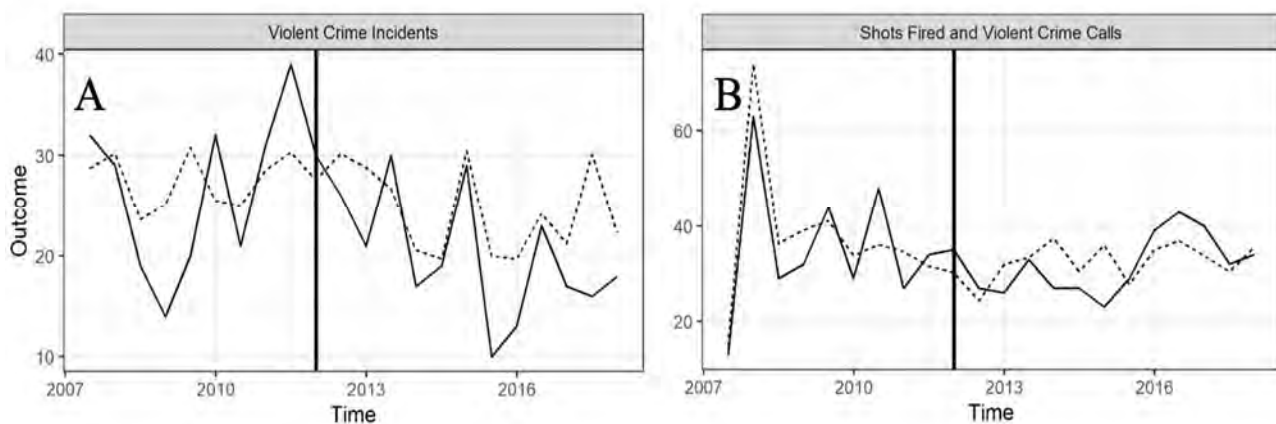 Violent Crime Incidents
A
Outcome
40
30
20
10
2007
2010
2013
2016
Time
Shots Fired and Violent Crime Calls
B
60
40
20
2007
2010
2013
2016
Time